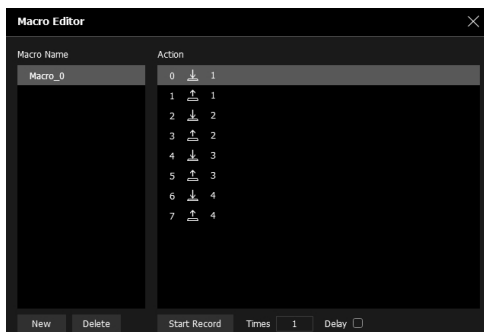 Macro Editor
Macro Name
Action
Macro_0
0 1
1 1
2 2
3 2
4 3
5 3
6 4
7 4
New Delete Start Record Times 1 Delay